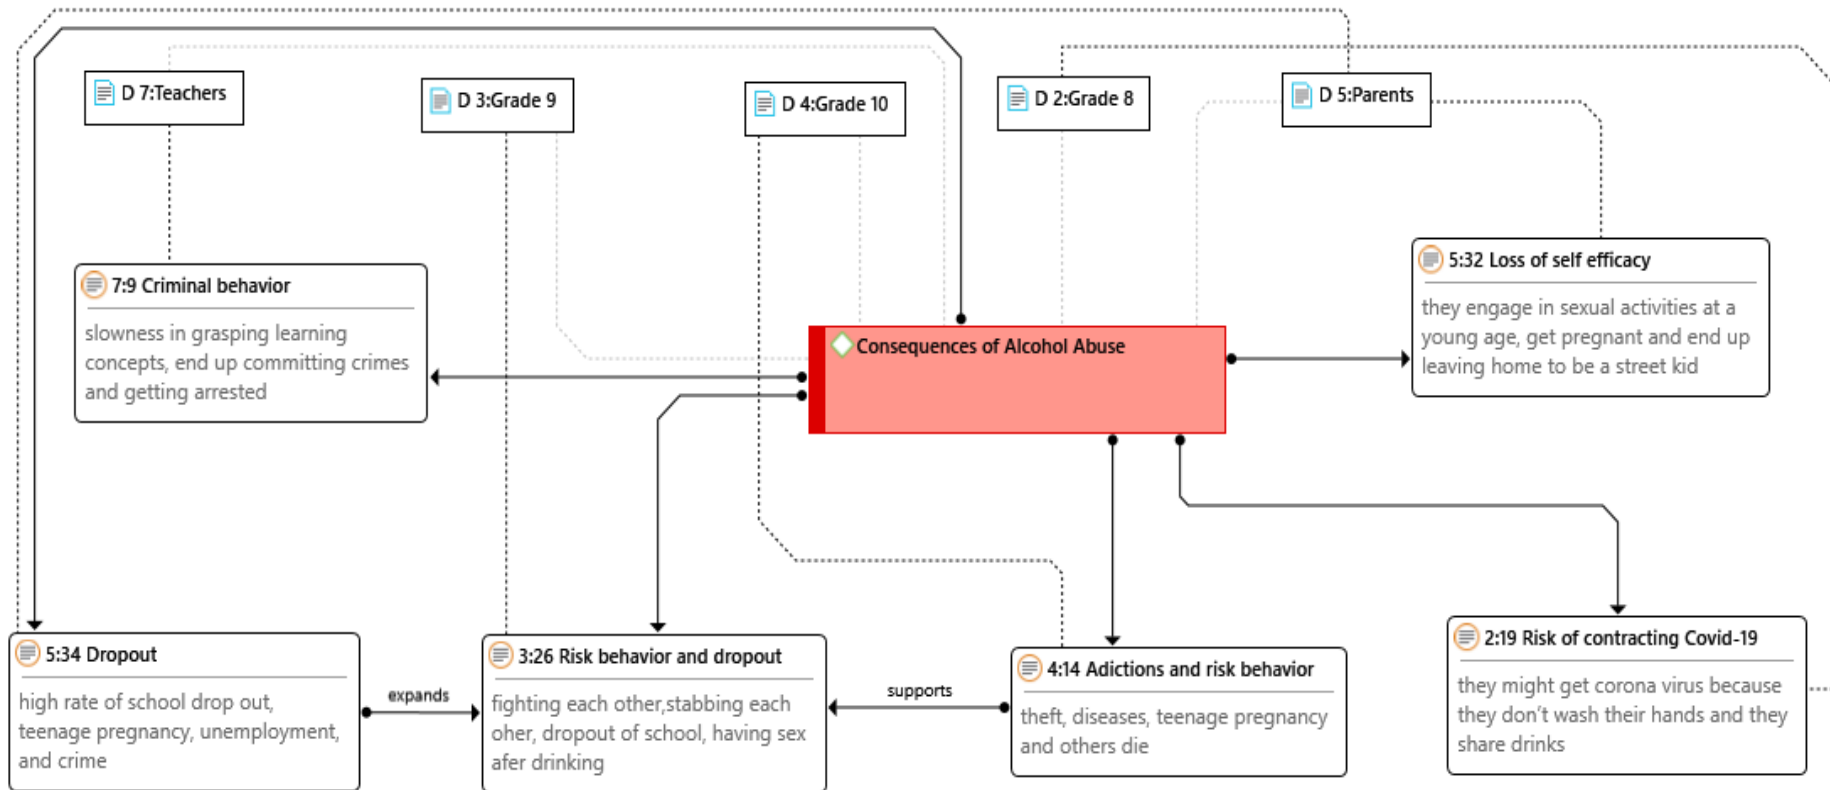 D 7:Teachers
D 3:Grade 9
D 4:Grade 10
D 2:Grade 8
D 5:Parents
7:9 Criminal behavior
slowness in grasping learning
concepts, end up committing crimes
and getting arrested
Consequences of Alcohol Abuse
5:32 Loss of self efficacy
they engage in sexual activities at a
young age, get pregnant and end up
leaving home to be a street kid
5:34 Dropout
high rate of school drop out,
teenage pregnancy, unemployment,
and crime
expands
3:26 Risk behavior and dropout
fighting each other,stabbing each
oher, dropout of school, having sex
afer drinking
supports
4:14 Adictions and risk behavior
theft, diseases, teenage pregnancy
and others die
2:19 Risk of contracting Covid-19
they might get corona virus because
they don't wash their hands and they
share drinks